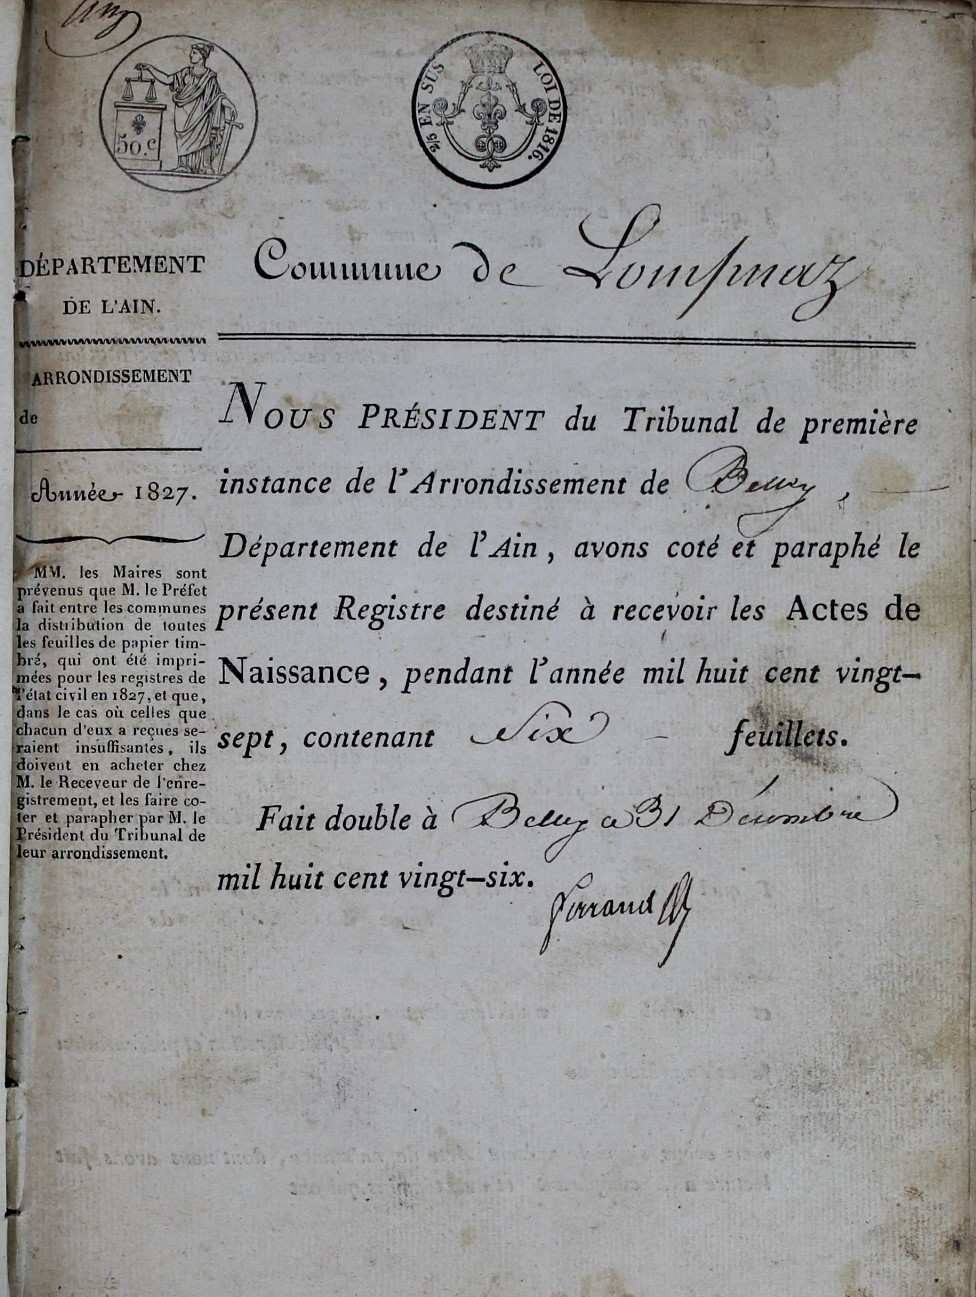 50.c
2/5 EN SUS LOI DE 1816.
DÉPARTEMENT
DE L'AIN.
ARRONDISSEMENT
de
Année 1827.
MM. les Maires sont
prévenus que M. le Préfet
a fait entre les communes
la distribution de toutes
les feuilles de papier tim-
bré, qui ont été impri-
mées pour les registres de
l'état civil en 1827, et que,
dans le cas où celles que
chacun d'eux a reçues se-
raient insuffisantes, ils
doivent en acheter chez
M. le Receveur de l'enre-
gistrement, et les faire co-
ter et parapher par M. le
Président du Tribunal de
leur arrondissement.
Commune de Lompnaz
NOUS PRÉSIDENT du Tribunal de première
instance de l'Arrondissement de Belley,
Département de l'Ain, avons coté et paraphé le
présent Registre destiné à recevoir les Actes de
Naissance, pendant l'année mil huit cent vingt-
sept, contenant Six feuillets.
Fait double à Belley ce 31 Décembre
mil huit cent vingt-six.
Ferrand